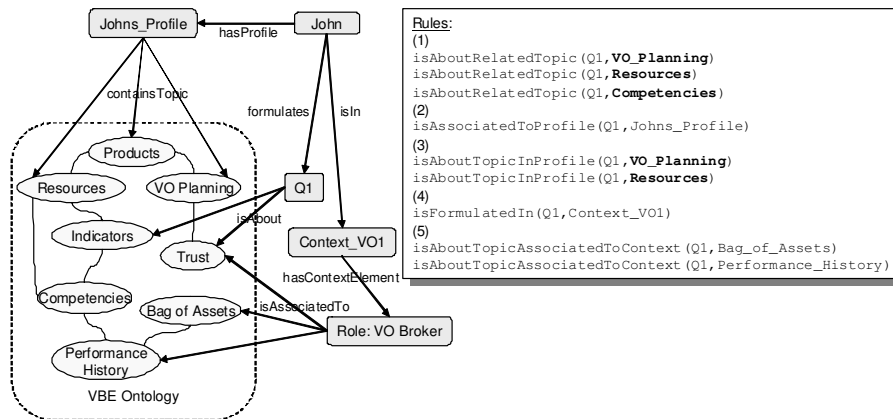 Johns_Profile
hasProfile
John
containsTopic
formulates
isIn
Products
Resources
VO Planning
Q1
isAbout
Indicators
Trust
Context_VO1
hasContextElement
Competencies
Bag of Assets
isAssociatedTo
Role: VO Broker
Performance
History
VBE Ontology
Rules:
(1)
isAboutRelatedTopic(Q1,VO_Planning)
isAboutRelatedTopic(Q1,Resources)
isAboutRelatedTopic(Q1,Competencies)
(2)
isAssociatedToProfile(Q1,Johns_Profile)
(3)
isAboutTopicInProfile(Q1,VO_Planning)
isAboutTopicInProfile(Q1,Resources)
(4)
isFormulatedIn(Q1,Context_VO1)
(5)
isAboutTopicAssociatedToContext(Q1,Bag_of_Assets)
isAboutTopicAssociatedToContext(Q1,Performance_History)